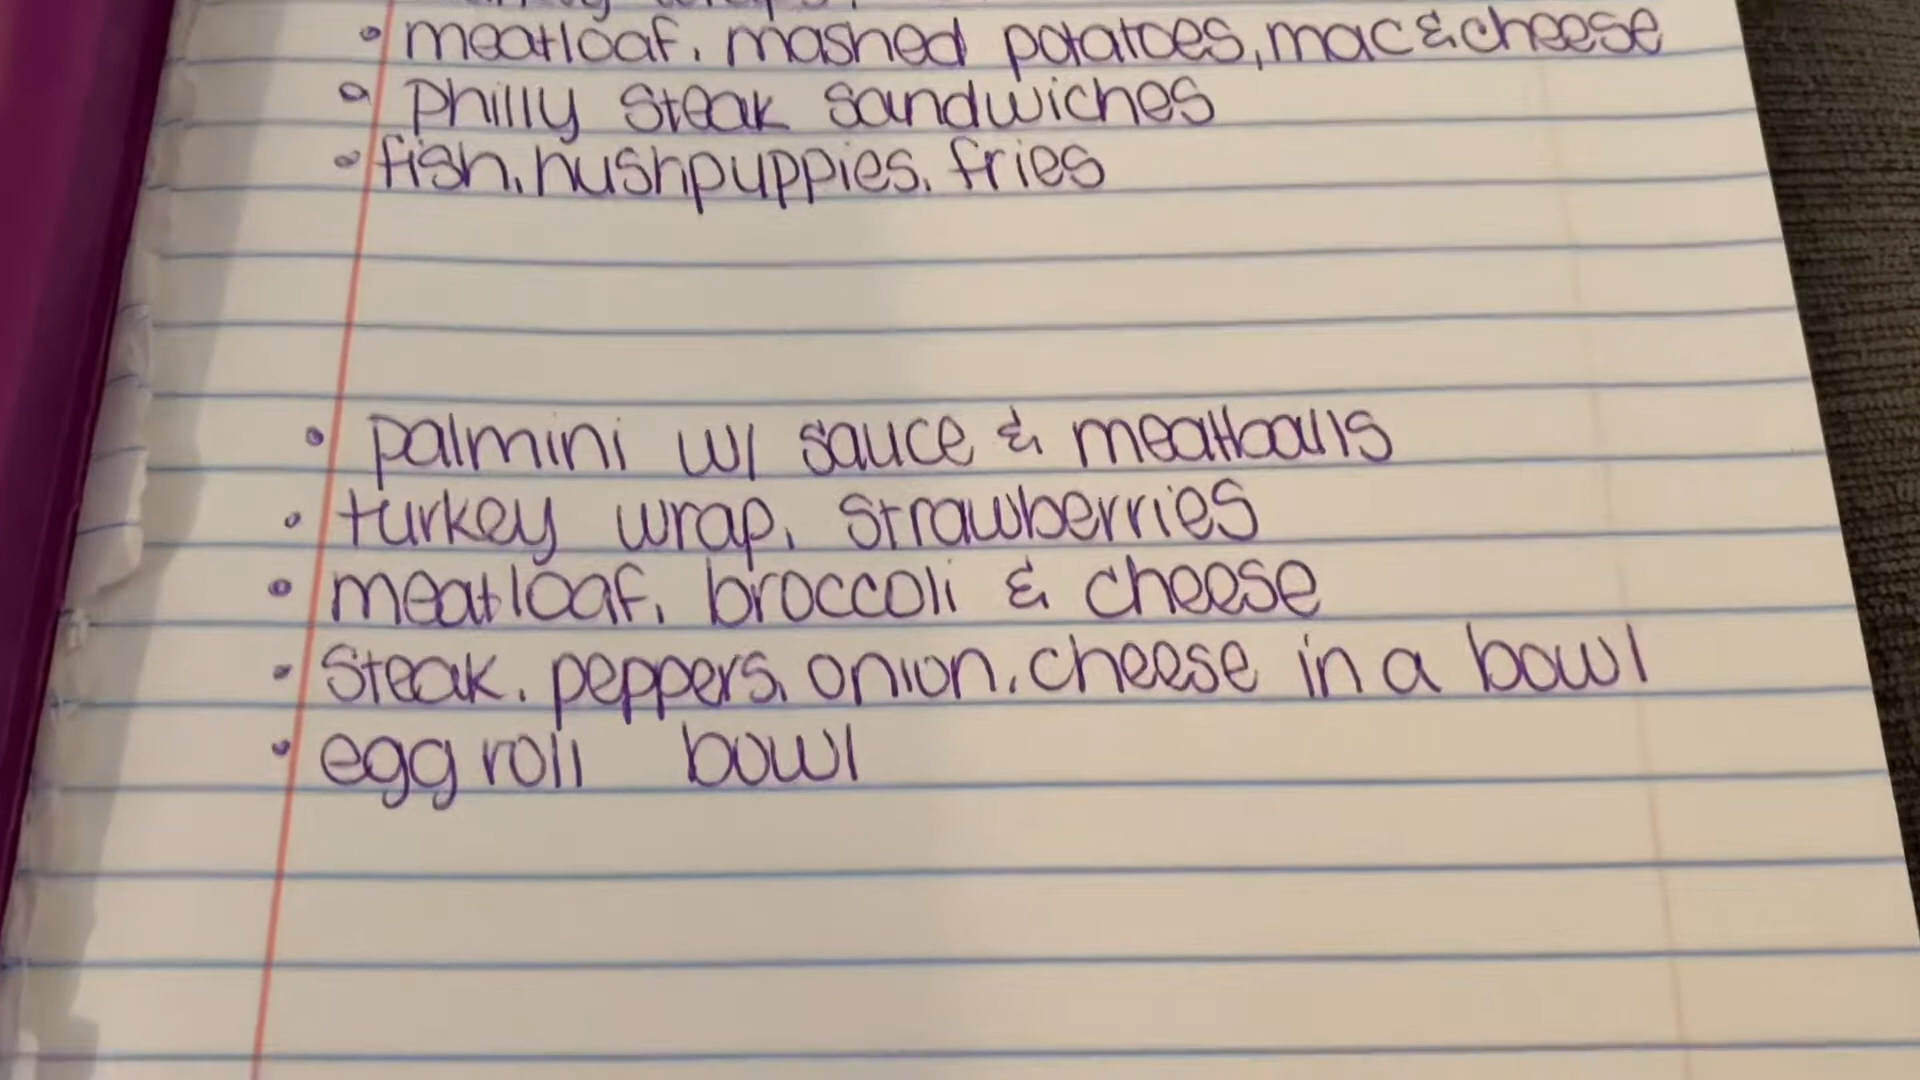 • meatloaf, mashed potatoes, mac & cheese
• philly steak sandwiches
• fish, hushpuppies, fries
• palmini w/ sauce & meatballs
• turkey wrap, strawberries
• meatloaf, broccoli & cheese
• steak, peppers, onion, cheese in a bowl
• egg roll bowl